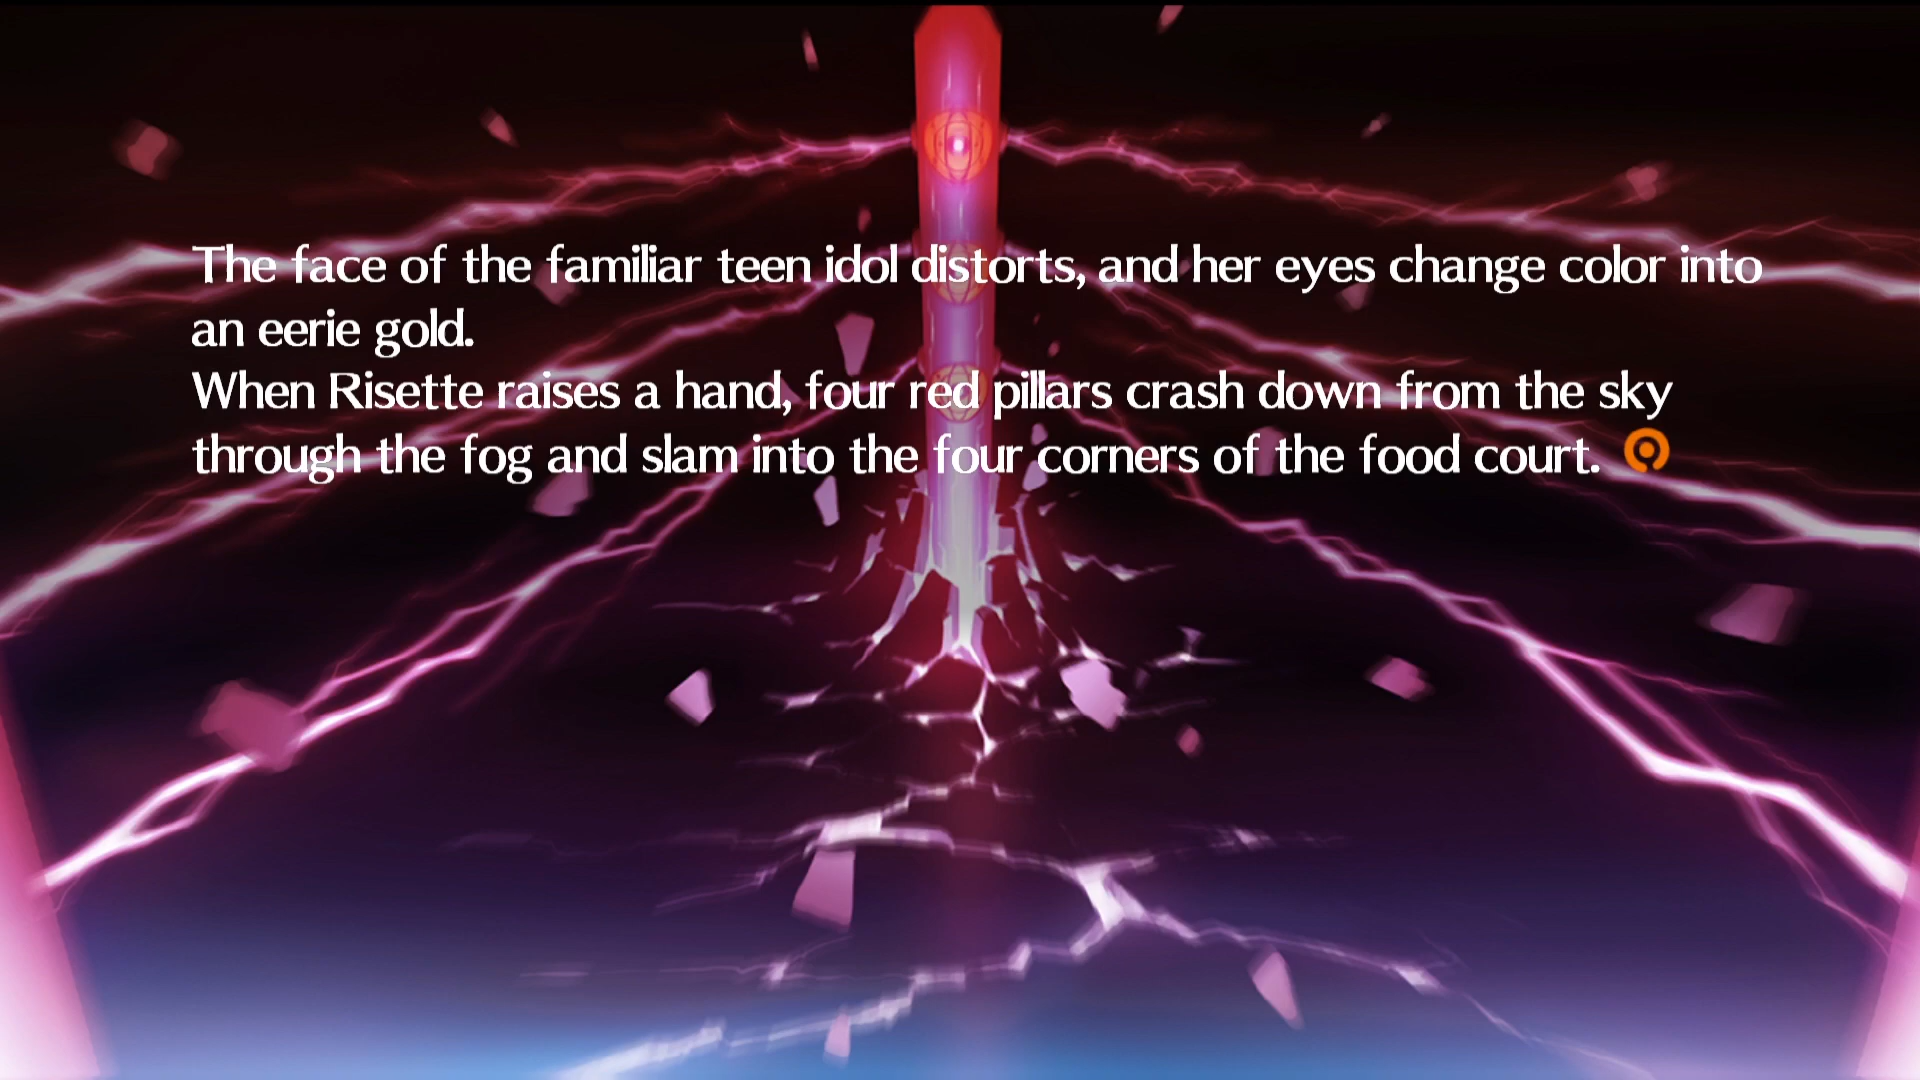 The face of the familiar teen idol distorts, and her eyes change color into
an eerie gold.
When Risette raises a hand, four red pillars crash down from the sky
through the fog and slam into the four corners of the food court.